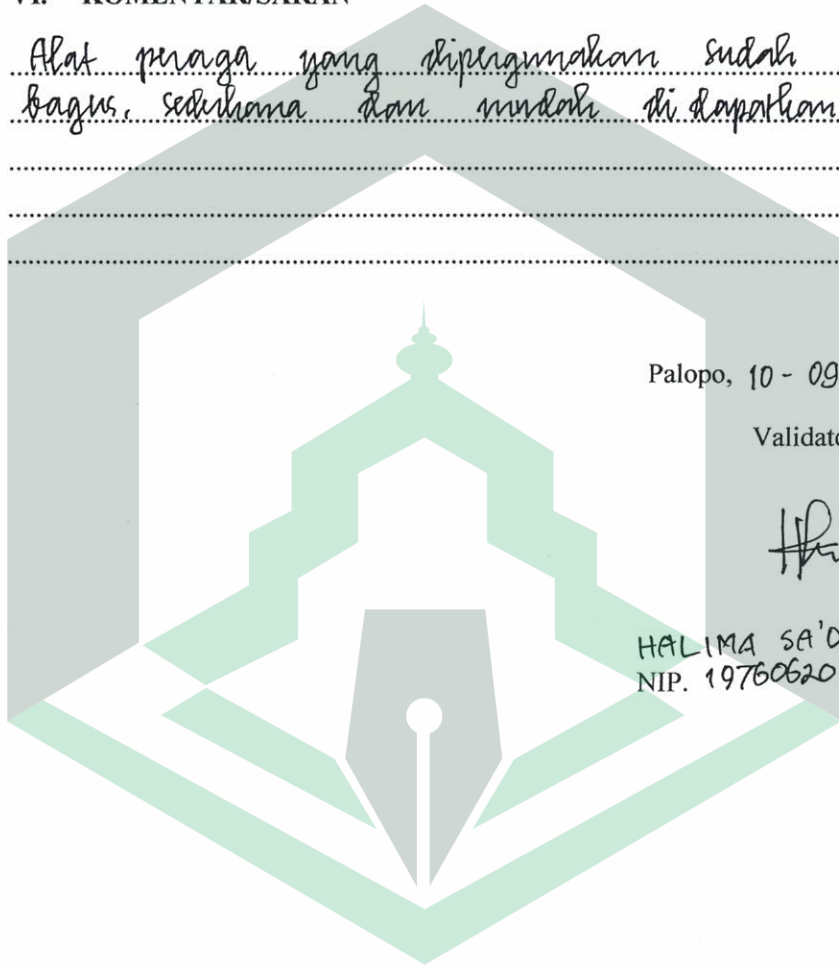 VI. KOMENTAR/SARAN
Alat peraga yang dipergunakan sudah
bagus, sederhana dan mudah di dapatkan
Palopo, 10 - 09
Validato
HALIMA SA'D
NIP. 19760620